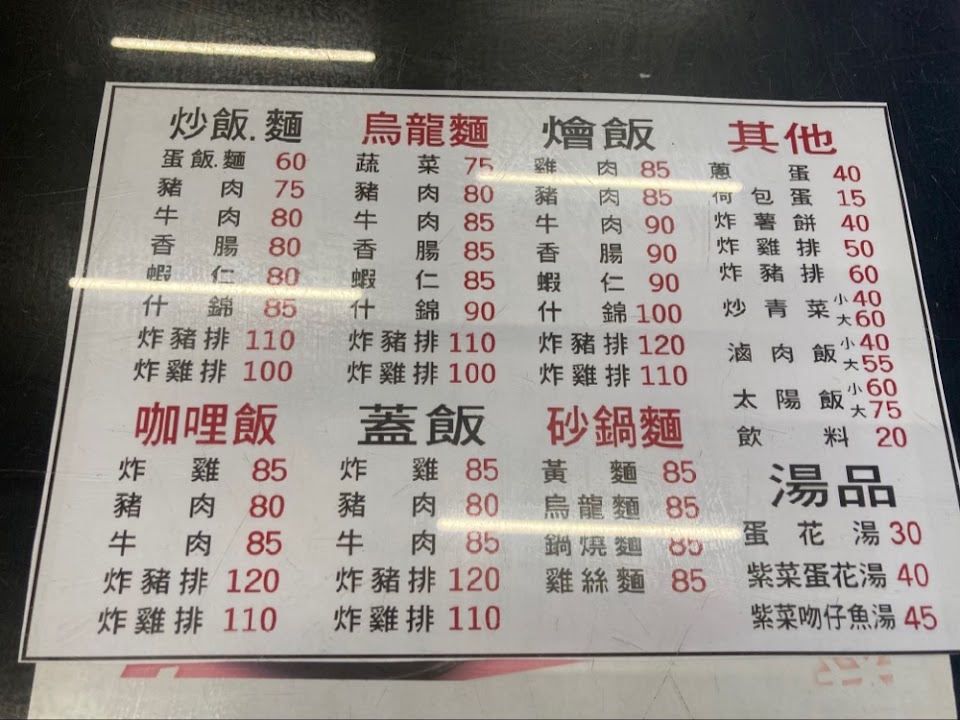 炒飯.麵
蛋飯.麵 60
豬肉 75
牛肉 80
香腸 80
蝦仁 80
什錦 85
炸豬排 110
炸雞排 100
烏龍麵
蔬菜 75
豬肉 80
牛肉 85
香腸 85
蝦仁 85
什錦 90
炸豬排 110
炸雞排 100
燴飯
雞肉 85
豬肉 85
牛肉 90
香腸 90
蝦仁 90
什錦 100
炸豬排 120
炸雞排 110
其他
蔥蛋 40
荷包蛋 15
炸薯餅 40
炸雞排 50
炸豬排 60
炒青菜 小40
大60
滷肉飯 小40
大55
太陽飯 小60
大75
飲料 20
咖哩飯
炸雞 85
豬肉 80
牛肉 85
炸豬排 120
炸雞排 110
蓋飯
炸雞 85
豬肉 80
牛肉 85
炸豬排 120
炸雞排 110
砂鍋麵
黃麵 85
烏龍麵 85
鍋燒麵 85
雞絲麵 85
湯品
蛋花湯 30
紫菜蛋花湯 40
紫菜吻仔魚湯 45